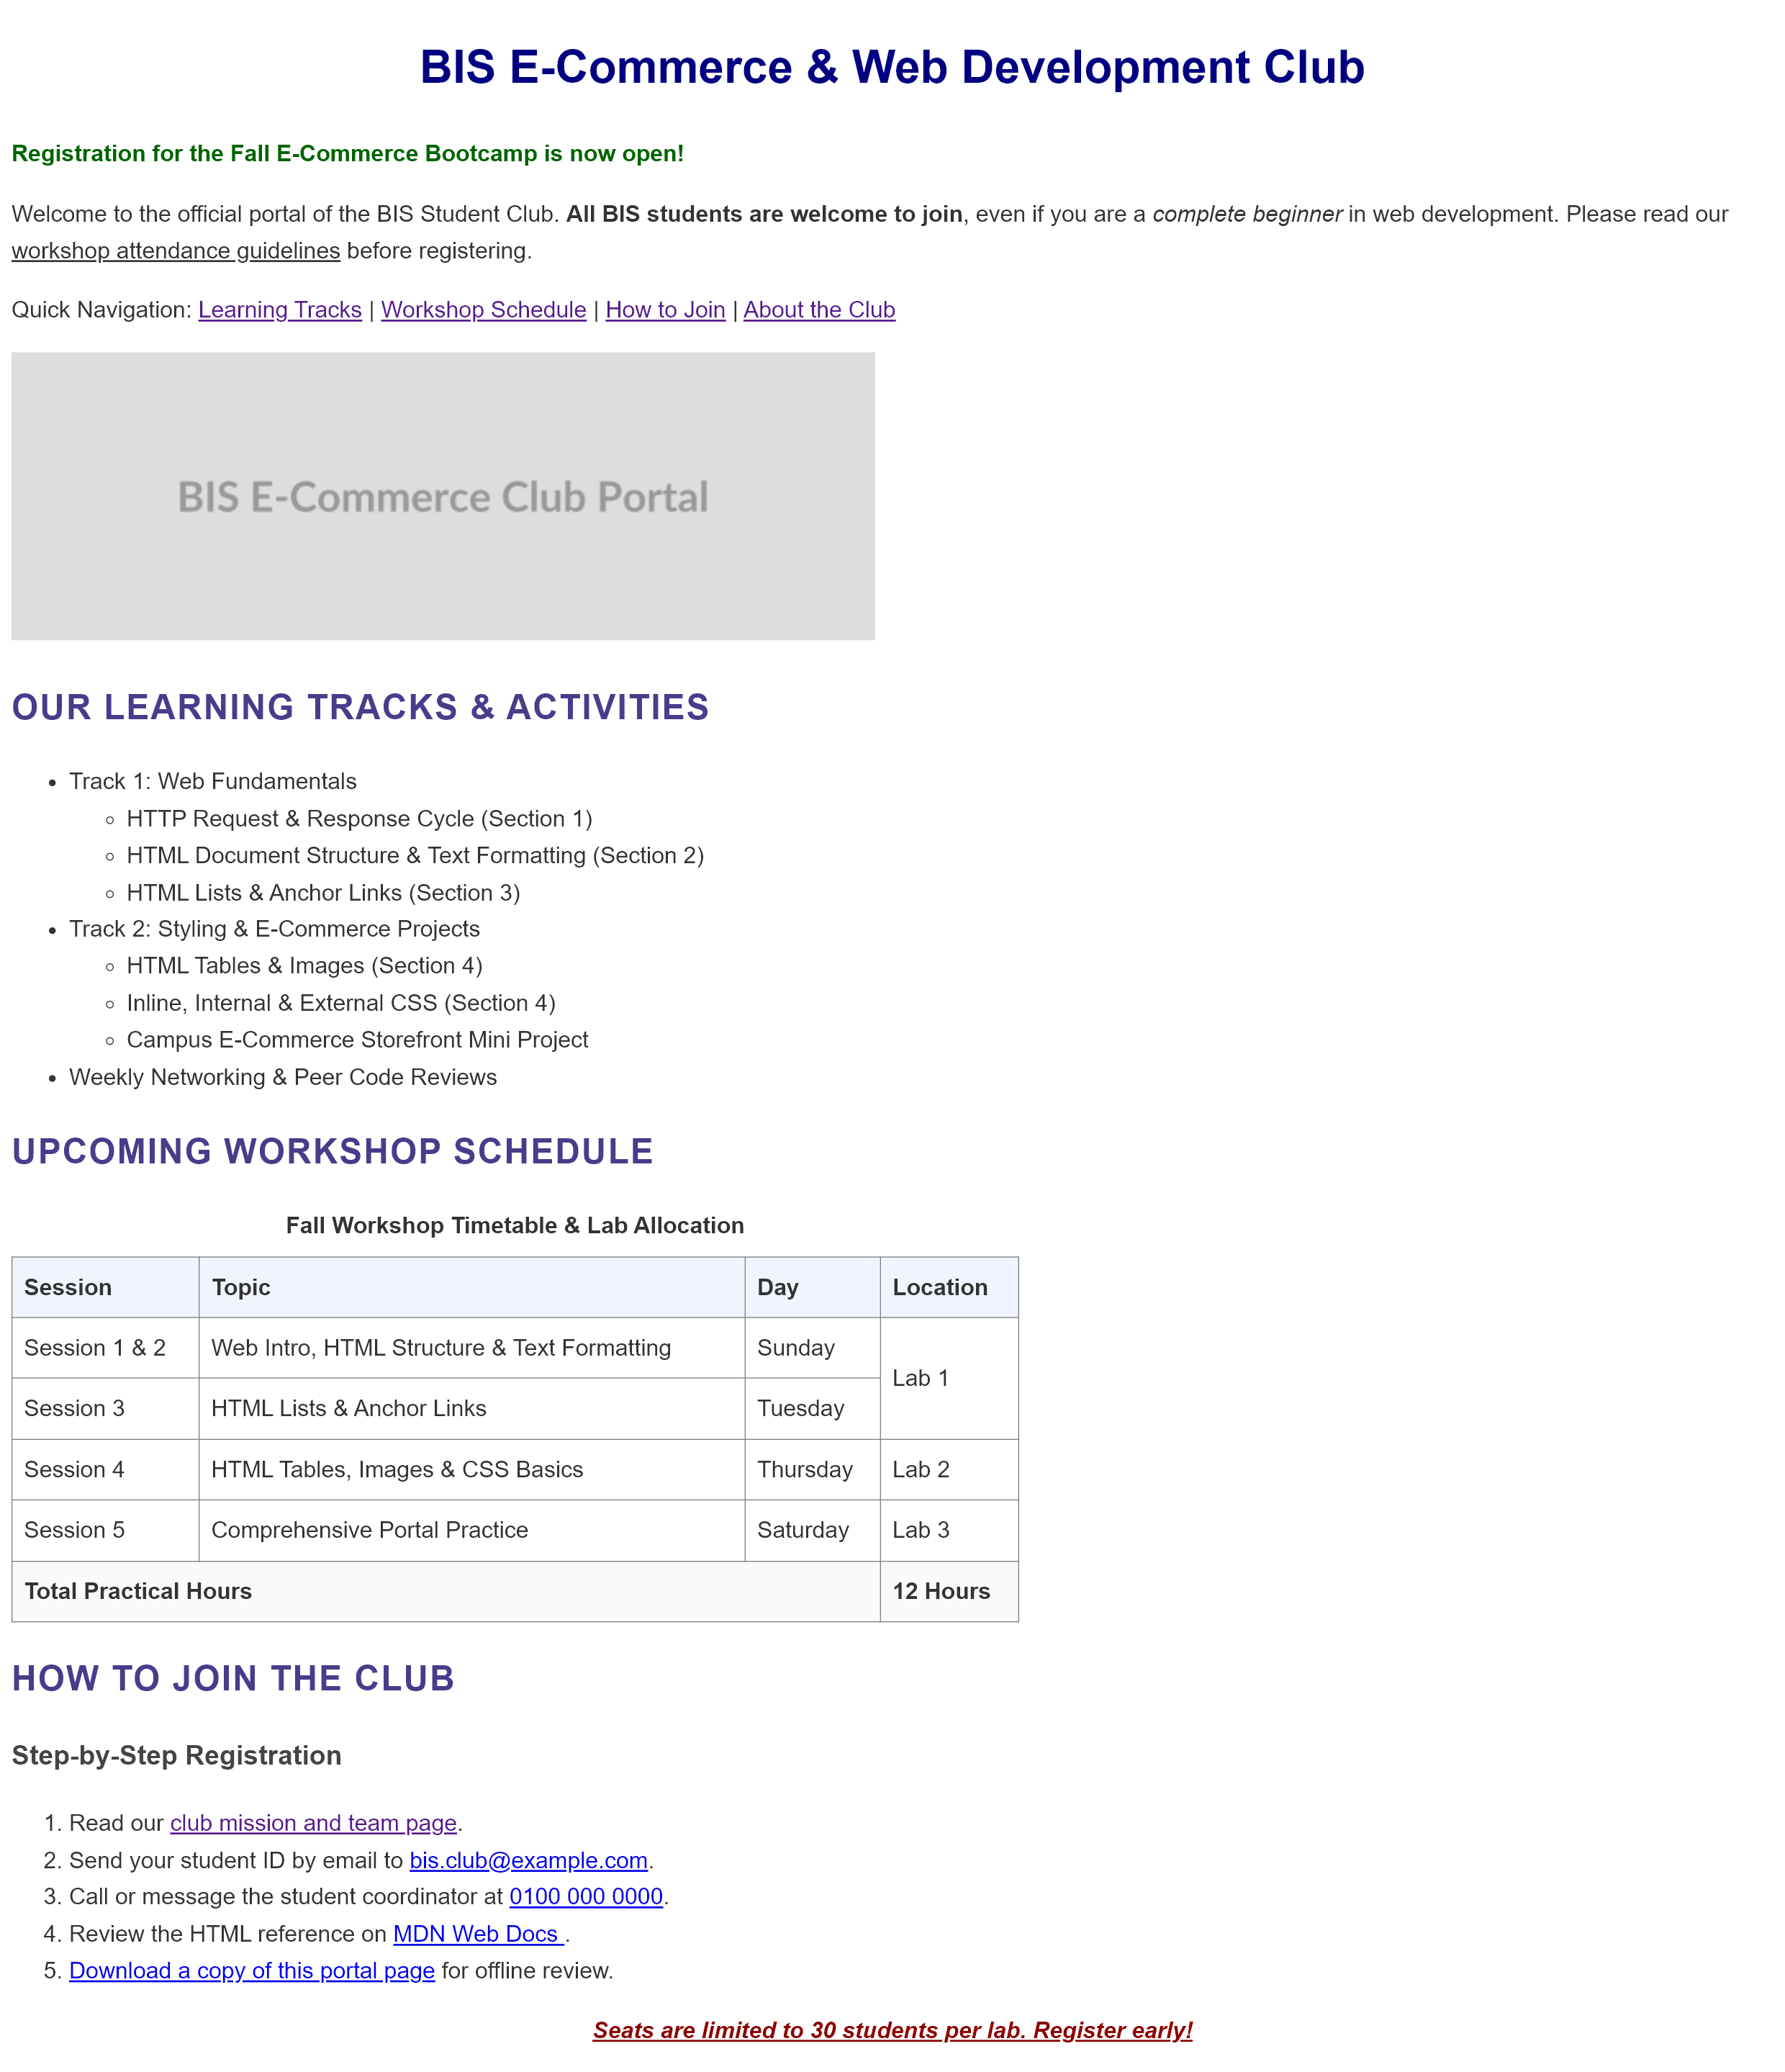 BIS E-Commerce & Web Development Club
Registration for the Fall E-Commerce Bootcamp is now open!
Welcome to the official portal of the BIS Student Club. All BIS students are welcome to join, even if you are a complete beginner in web development. Please read our
workshop attendance guidelines before registering.
Quick Navigation: Learning Tracks | Workshop Schedule | How to Join | About the Club
BIS E-Commerce Club Portal
OUR LEARNING TRACKS & ACTIVITIES
• Track 1: Web Fundamentals
◦ HTTP Request & Response Cycle (Section 1)
◦ HTML Document Structure & Text Formatting (Section 2)
◦ HTML Lists & Anchor Links (Section 3)
• Track 2: Styling & E-Commerce Projects
◦ HTML Tables & Images (Section 4)
◦ Inline, Internal & External CSS (Section 4)
◦ Campus E-Commerce Storefront Mini Project
• Weekly Networking & Peer Code Reviews
UPCOMING WORKSHOP SCHEDULE
Fall Workshop Timetable & Lab Allocation
Session Topic Day Location
Session 1 & 2 Web Intro, HTML Structure & Text Formatting Sunday Lab 1
Session 3 HTML Lists & Anchor Links Tuesday
Session 4 HTML Tables, Images & CSS Basics Thursday Lab 2
Session 5 Comprehensive Portal Practice Saturday Lab 3
Total Practical Hours 12 Hours
HOW TO JOIN THE CLUB
Step-by-Step Registration
1. Read our club mission and team page.
2. Send your student ID by email to bis.club@example.com.
3. Call or message the student coordinator at 0100 000 0000.
4. Review the HTML reference on MDN Web Docs .
5. Download a copy of this portal page for offline review.
Seats are limited to 30 students per lab. Register early!